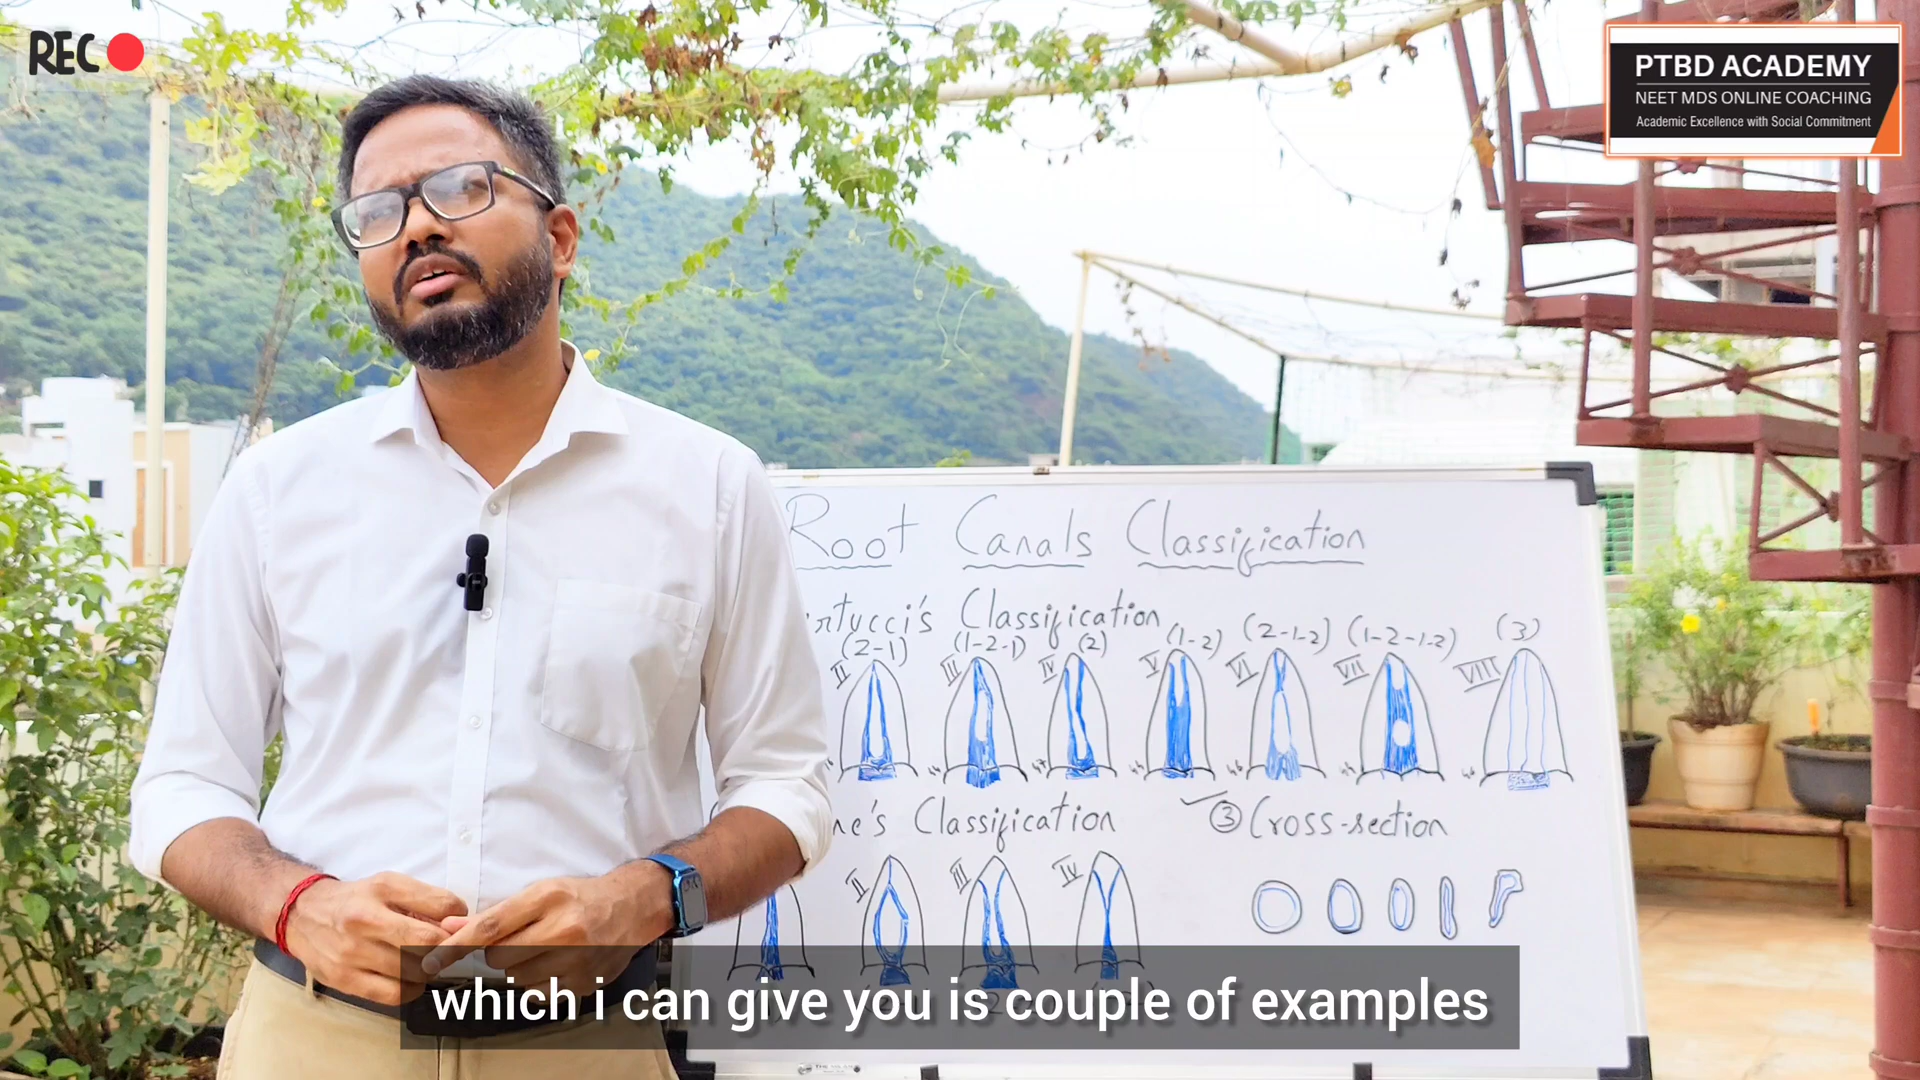 REC
PTBD ACADEMY
NEET MDS ONLINE COACHING
Academic Excellence with Social Commitment
Root Canals Classification
rtucci's Classification
(2-1) (1-2-1) (2) (1-2) (2-1-2) (1-2-1-2) (3)
II III IV V VI VII VIII
ne's Classification
③ Cross-section
II III IV
which i can give you is couple of examples